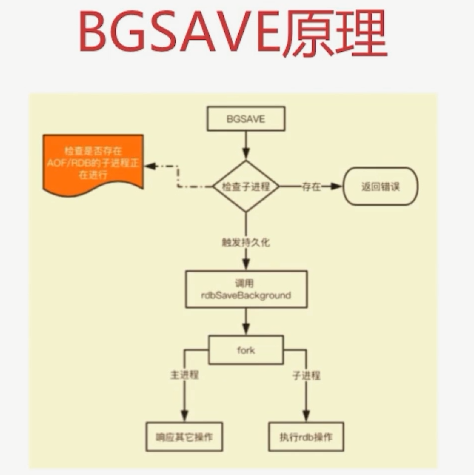 BGSAVE原理
BGSAVE
检查是否存在
AOF/RDB的子进程正
在进行
检查子进程
存在
返回错误
触发持久化
调用
rdbSaveBackground
fork
主进程
子进程
响应其它操作
执行rdb操作